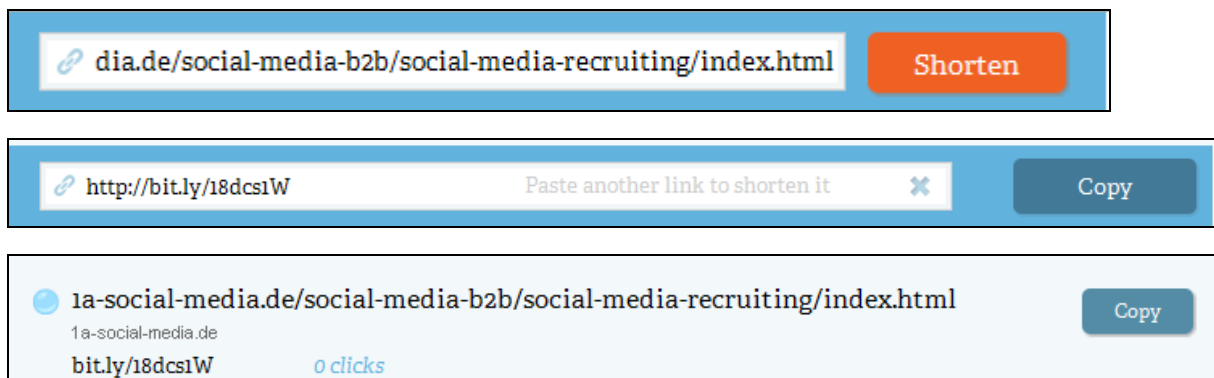 dia.de/social-media-b2b/social-media-recruiting/index.html Shorten
http://bit.ly/18dcs1W Paste another link to shorten it Copy
1a-social-media.de/social-media-b2b/social-media-recruiting/index.html Copy
1a-social-media.de
bit.ly/18dcs1W 0 clicks